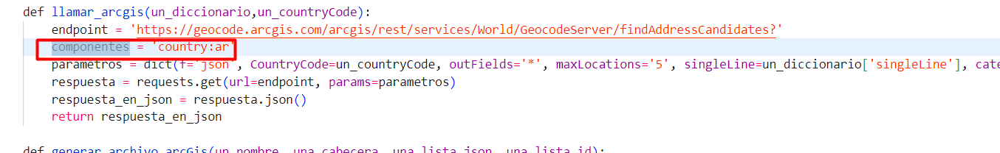 def llamar_arcgis(un_diccionario,un_countryCode):
endpoint = 'https://geocode.arcgis.com/arcgis/rest/services/World/GeocodeServer/findAddressCandidates?'
componentes = 'country:ar'
parametros = dict(f='json', CountryCode=un_countryCode, outFields='*', maxLocations='5', singleLine=un_diccionario['singleLine'], cate
respuesta = requests.get(url=endpoint, params=parametros)
respuesta_en_json = respuesta.json()
return respuesta_en_json
def generar_archivo_arcGis(un_nombre, una_cabecera, una_lista_json, una_lista_id):